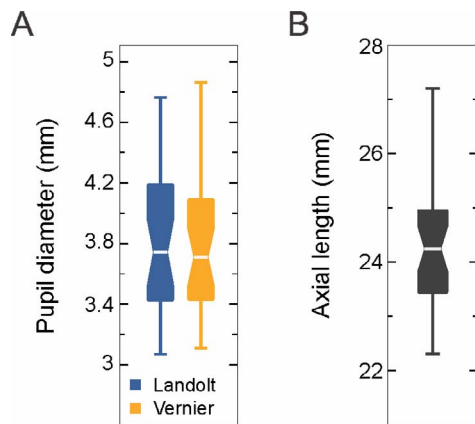 A
Pupil diameter (mm)
5
4.6
4.2
3.8
3.4
3
Landolt
Vernier
B
Axial length (mm)
28
26
24
22